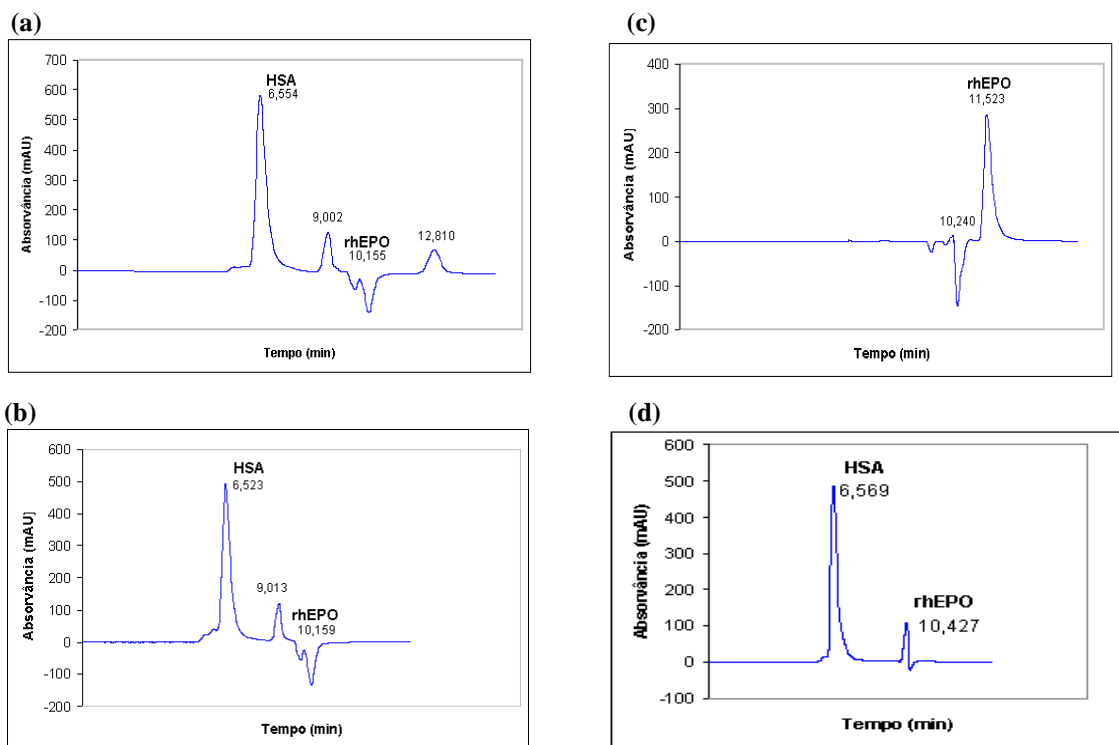 (a)
700
600
500
400
300
200
100
0
-100
-200
Absorvância (mAU)
HSA
6,554
9,002
rhEPO
10,155
12,810
Tempo (min)
(c)
400
300
200
100
0
-100
-200
Absorvância (mAU)
rhEPO
11,523
10,240
Tempo (min)
(b)
600
500
400
300
200
100
0
-100
-200
Absorvância (mAU)
HSA
6,523
9,013
rhEPO
10,159
Tempo (min)
(d)
600
500
400
300
200
100
0
-100
Absorvância (mAU)
HSA
6,569
rhEPO
10,427
Tempo (min)